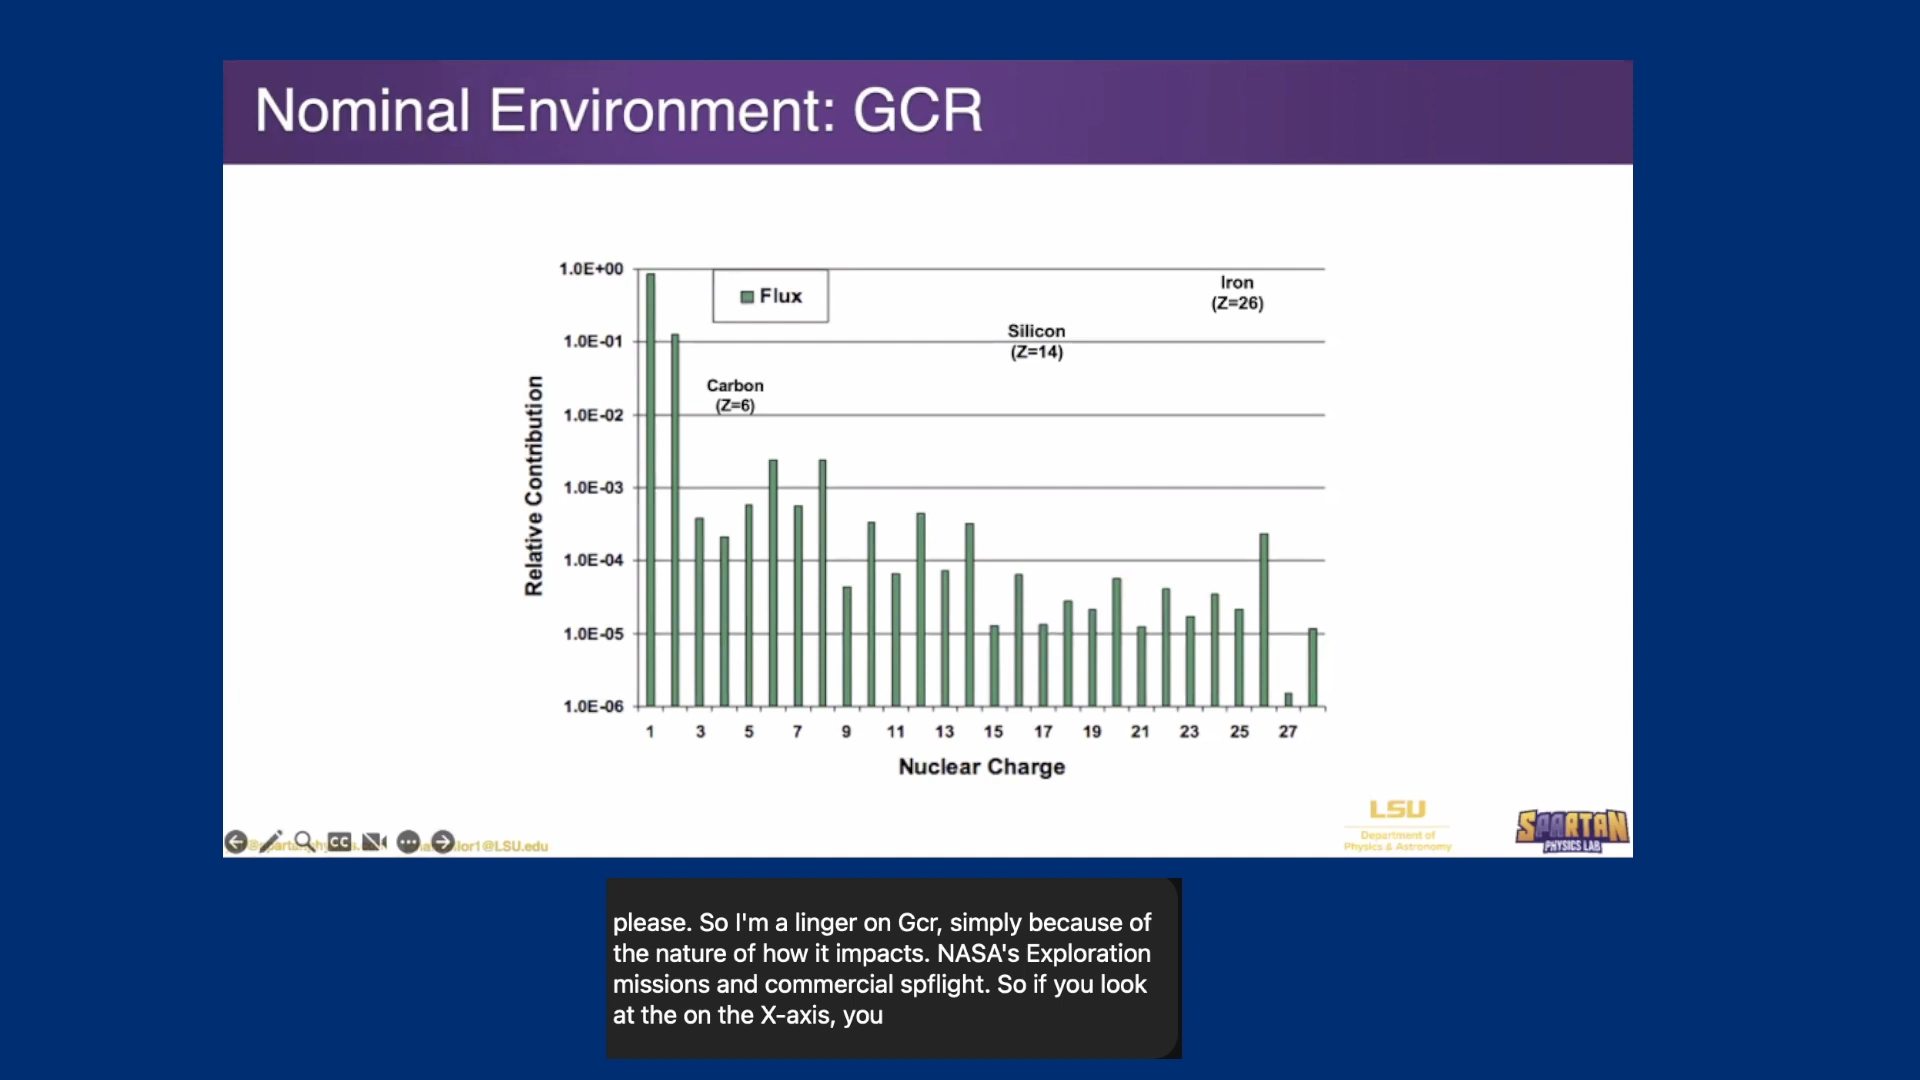 Nominal Environment: GCR
1.0E+00
1.0E-01
1.0E-02
1.0E-03
1.0E-04
1.0E-05
1.0E-06
Relative Contribution
Flux
Carbon
(Z=6)
Silicon
(Z=14)
Iron
(Z=26)
1 3 5 7 9 11 13 15 17 19 21 23 25 27
Nuclear Charge
CC
lor1@LSU.edu
LSU
Department of
Physics & Astronomy
SPARTAN
PHYSICS LAB
please. So I'm a linger on Gcr, simply because of
the nature of how it impacts. NASA's Exploration
missions and commercial spflight. So if you look
at the on the X-axis, you